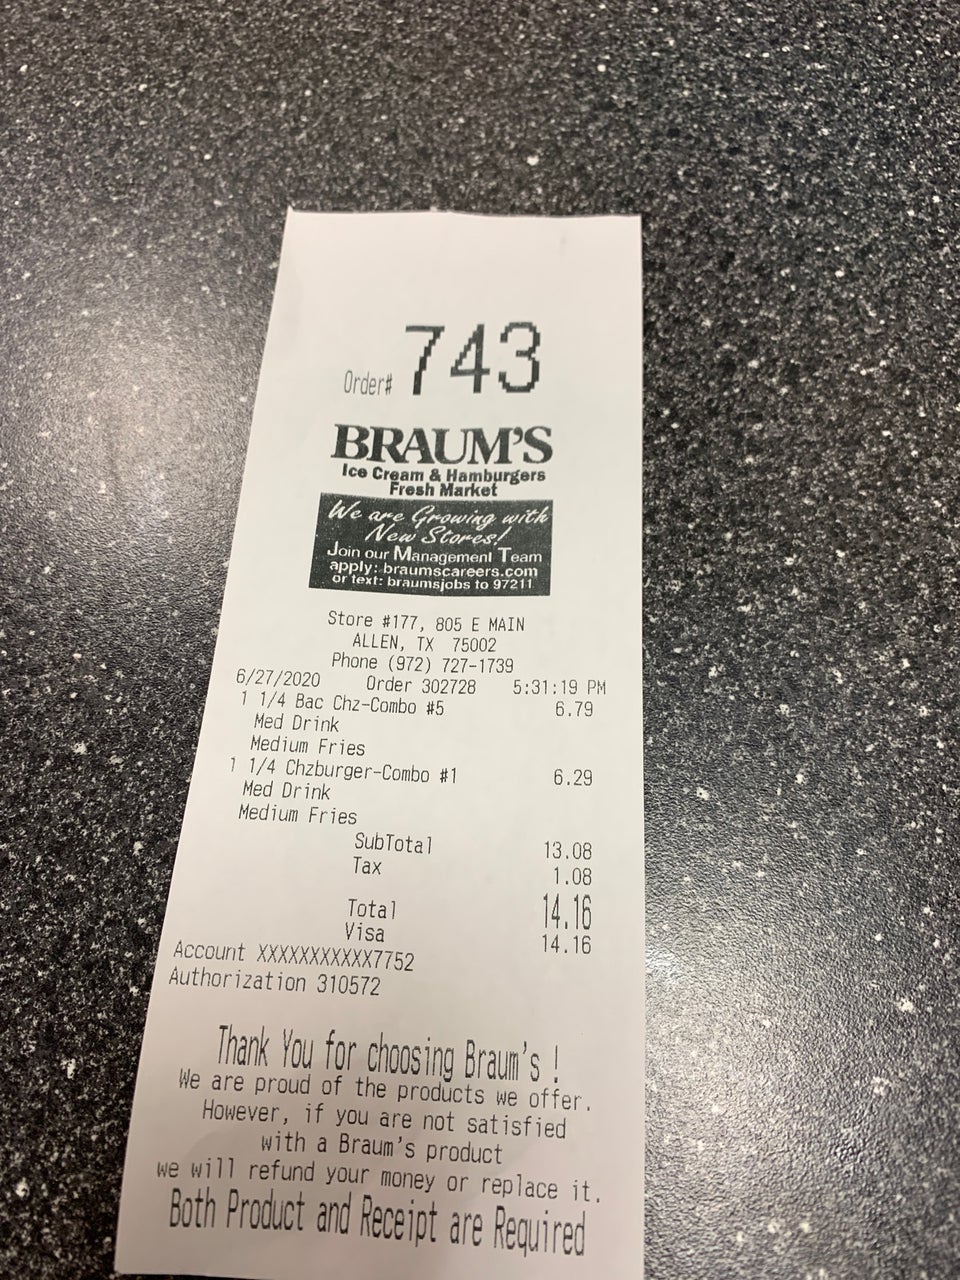 Order# 743
BRAUM'S
Ice Cream & Hamburgers
Fresh Market
We are Growing with
New Stores!
Join our Management Team
apply: braumscareers.com
or text: braumsjobs to 97211
Store #177, 805 E MAIN
ALLEN, TX 75002
Phone (972) 727-1739
6/27/2020 Order 302728 5:31:19 PM
1 1/4 Bac Chz-Combo #5 6.79
Med Drink
Medium Fries
1 1/4 Chzburger-Combo #1 6.29
Med Drink
Medium Fries
SubTotal 13.08
Tax 1.08
Total 14.16
Visa 14.16
Account XXXXXXXXXXXX7752
Authorization 310572
Thank You for choosing Braum's !
We are proud of the products we offer.
However, if you are not satisfied
with a Braum's product
we will refund your money or replace it.
Both Product and Receipt are Required